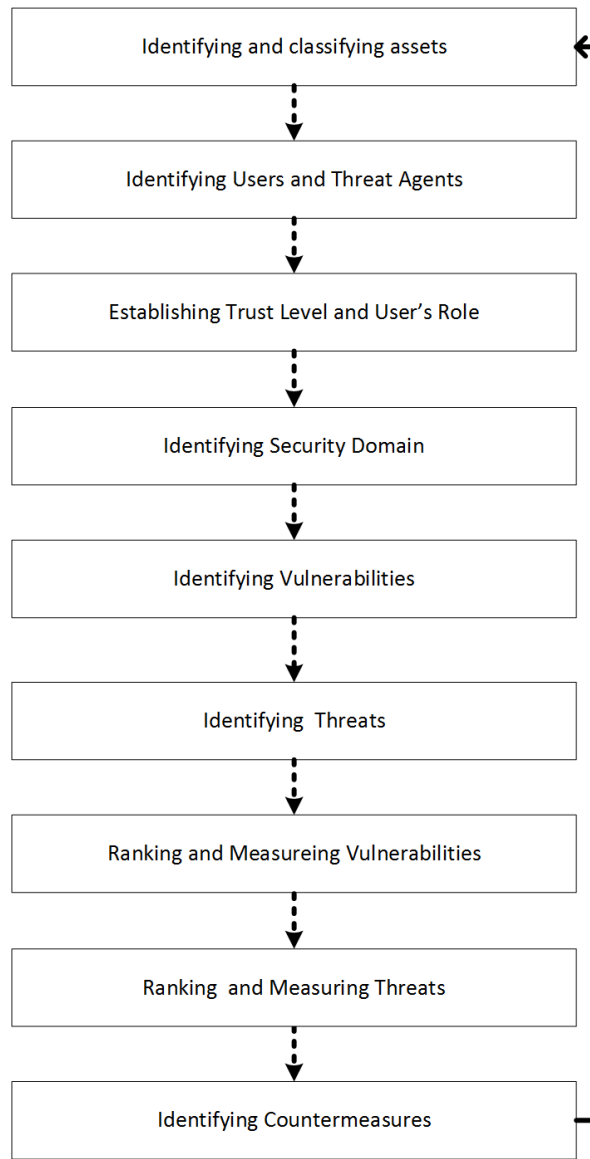 Identifying and classifying assets
Identifying Users and Threat Agents
Establishing Trust Level and User's Role
Identifying Security Domain
Identifying Vulnerabilities
Identifying  Threats
Ranking and Measureing Vulnerabilities
Ranking  and Measuring Threats
Identifying Countermeasures